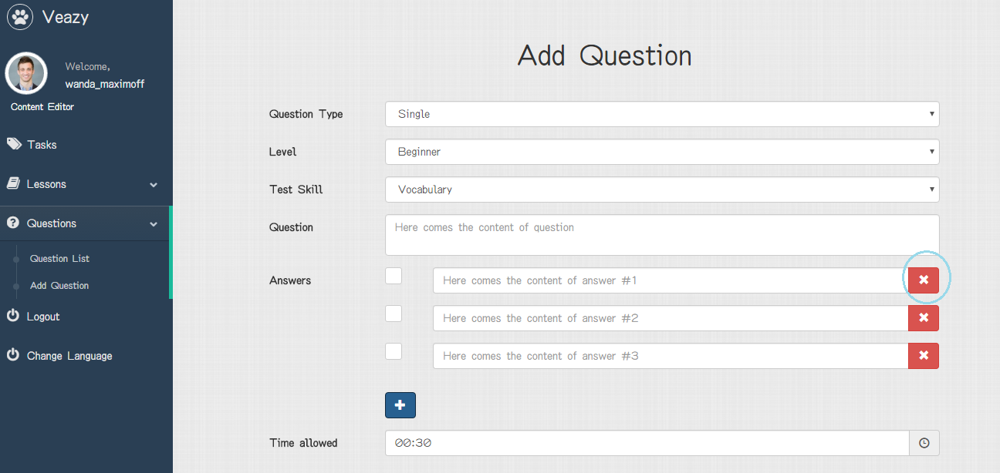 Veazy
Welcome,
wanda_maximoff
Content Editor
Tasks
Lessons
Questions
Question List
Add Question
Logout
Change Language
Add Question
Question Type Single
Level Beginner
Test Skill Vocabulary
Question Here comes the content of question
Answers Here comes the content of answer #1
Here comes the content of answer #2
Here comes the content of answer #3
Time allowed 00:30